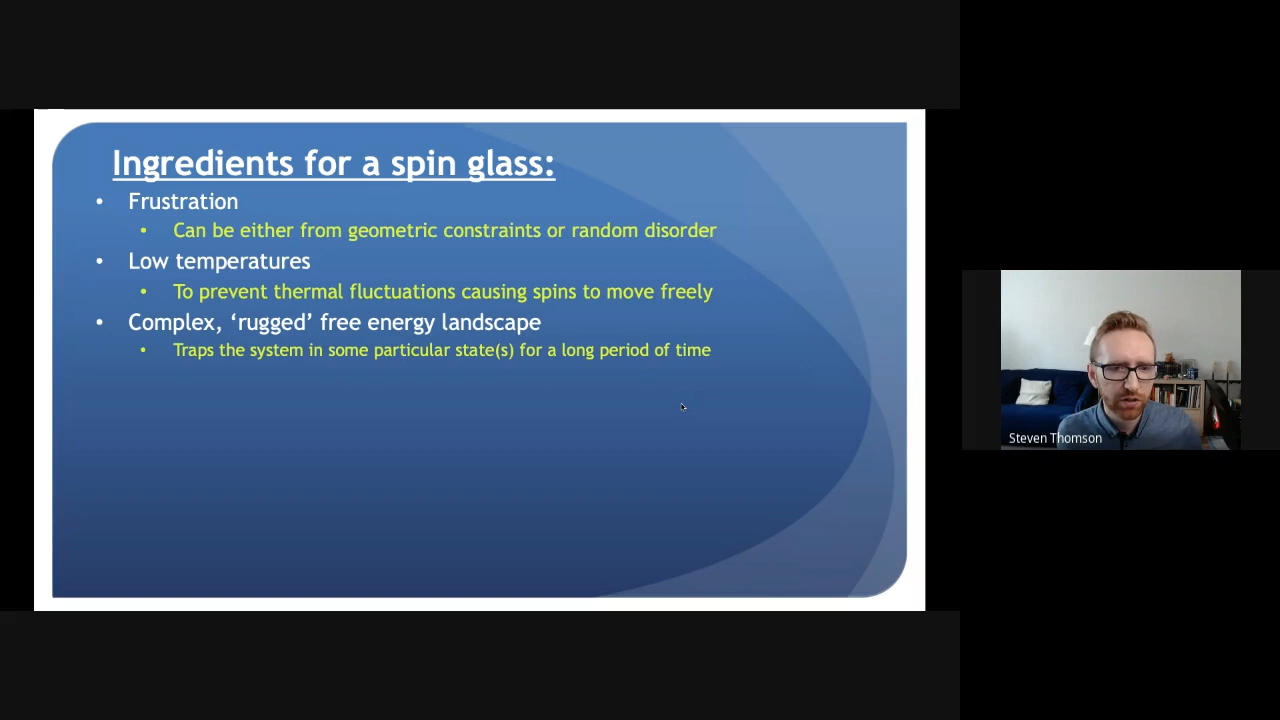 Ingredients for a spin glass:
• Frustration
• Can be either from geometric constraints or random disorder
• Low temperatures
• To prevent thermal fluctuations causing spins to move freely
• Complex, ‘rugged’ free energy landscape
• Traps the system in some particular state(s) for a long period of time
Steven Thomson